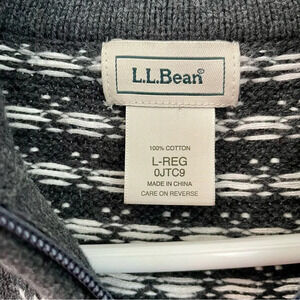 L.L.Bean®
100% COTTON
L-REG
0JTC9
MADE IN CHINA
CARE ON REVERSE